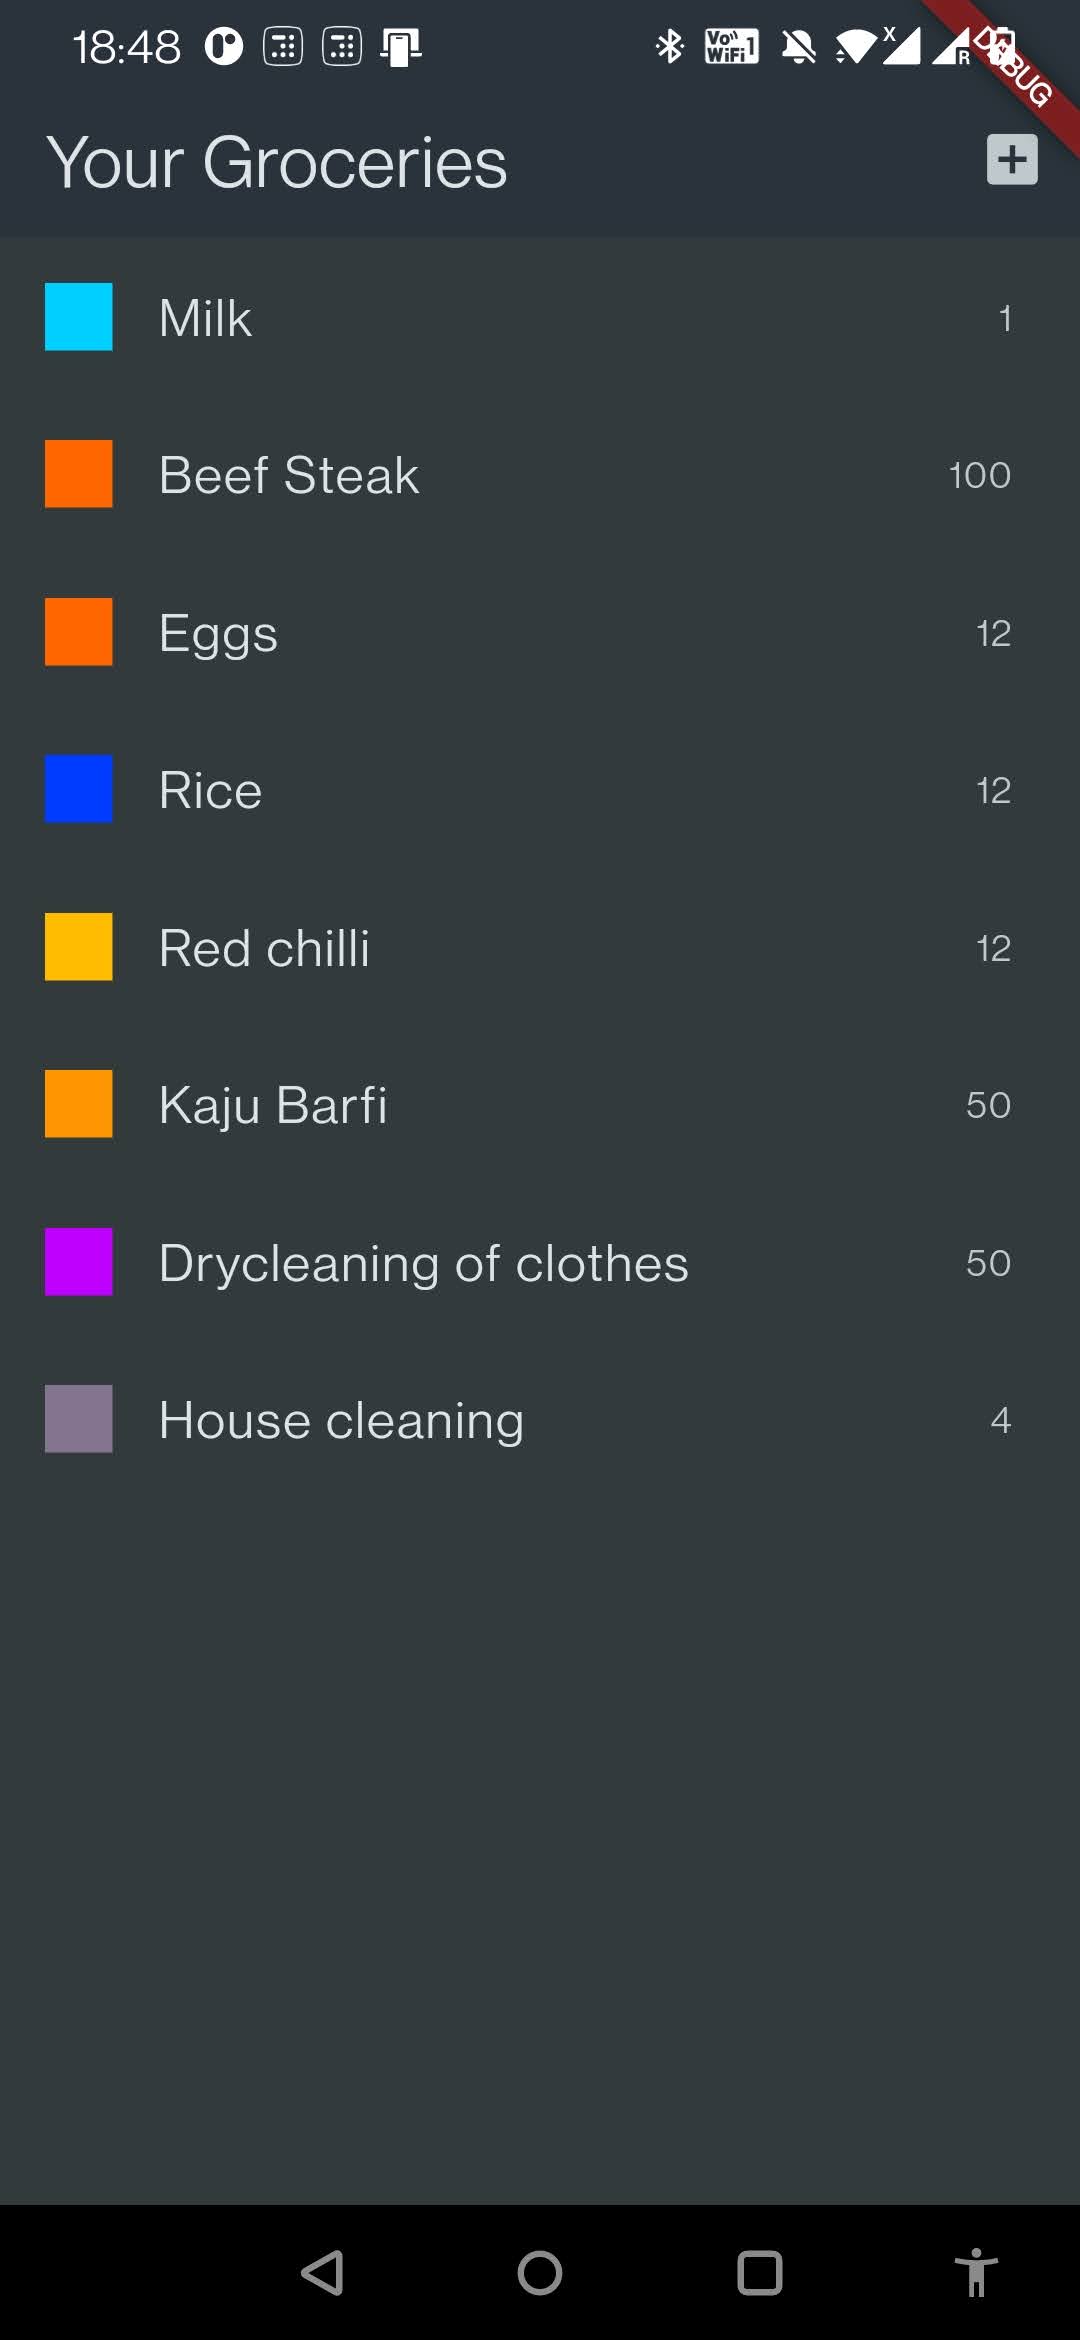 18:48
Vo)) 1
WiFi
X
R
DEBUG
Your Groceries
Milk 1
Beef Steak 100
Eggs 12
Rice 12
Red chilli 12
Kaju Barfi 50
Drycleaning of clothes 50
House cleaning 4